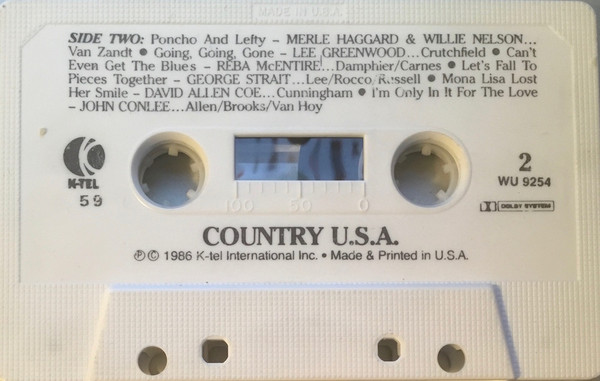 MADE IN U.S.A.
SIDE TWO: Poncho And Lefty – MERLE HAGGARD & WILLIE NELSON...
Van Zandt ● Going, Going, Gone – LEE GREENWOOD...Crutchfield ● Can't
Even Get The Blues – REBA McENTIRE...Damphier/Carnes ● Let's Fall To
Pieces Together – GEORGE STRAIT...Lee/Rocco/Russell ● Mona Lisa Lost
Her Smile – DAVID ALLEN COE...Cunningham ● I'm Only In It For The Love
– JOHN CONLEE...Allen/Brooks/Van Hoy
K-TEL
59
2
WU 9254
DOLBY SYSTEM
100 50 0
COUNTRY U.S.A.
℗© 1986 K-tel International Inc. • Made & Printed in U.S.A.